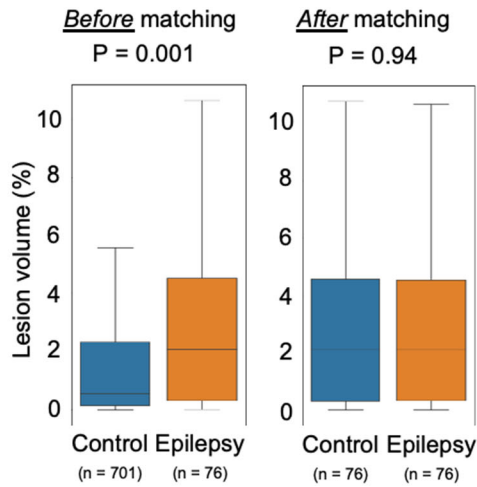 Before matching
P = 0.001
After matching
P = 0.94
Lesion volume (%)
10
8
6
4
2
0
10
8
6
4
2
0
Control Epilepsy
(n = 701) (n = 76)
Control Epilepsy
(n = 76) (n = 76)